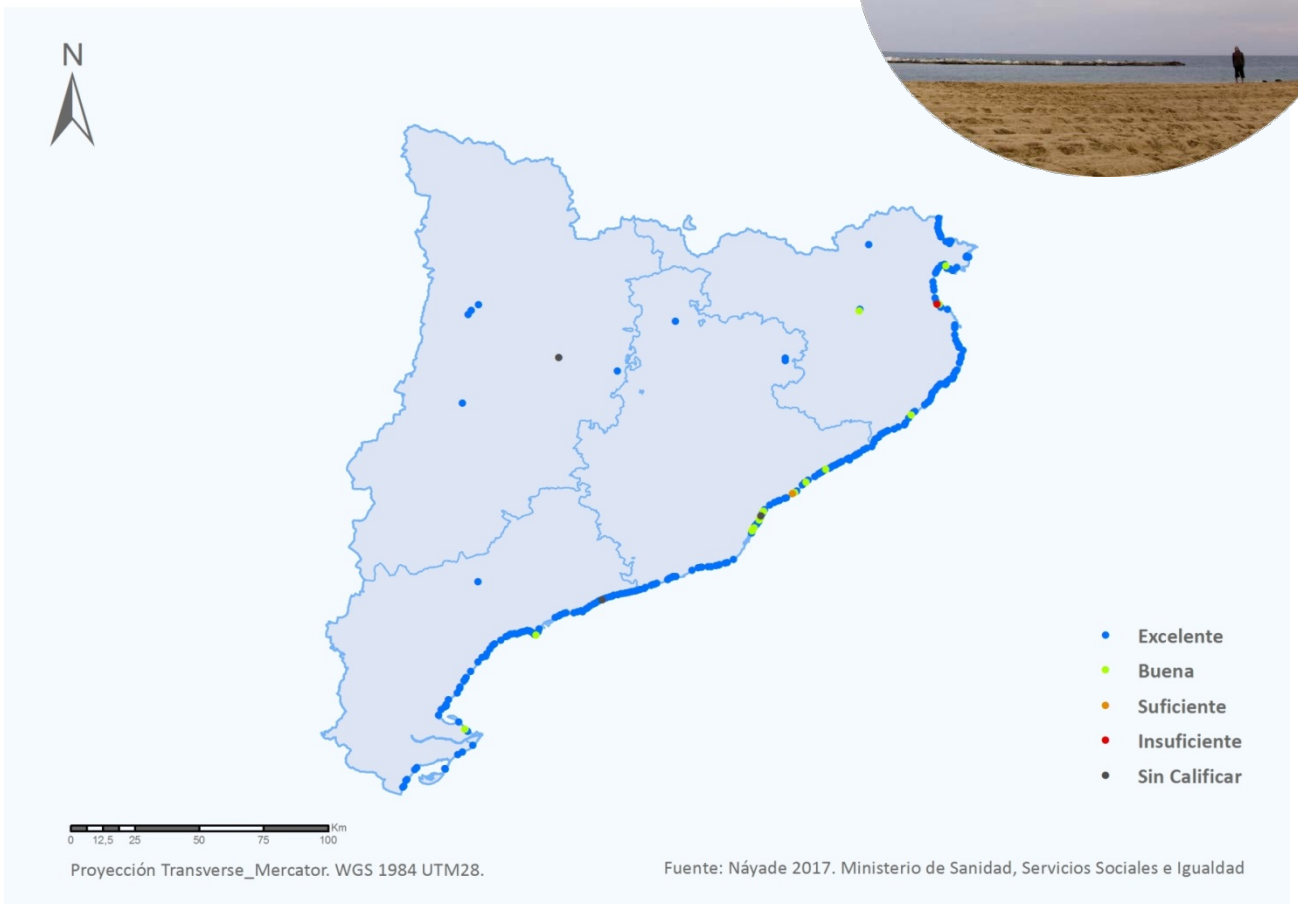 N
Excelente
Buena
Suficiente
Insuficiente
Sin Calificar
Km
0 12,5 25 50 75 100
Proyección Transverse_Mercator. WGS 1984 UTM28.
Fuente: Náyade 2017. Ministerio de Sanidad, Servicios Sociales e Igualdad